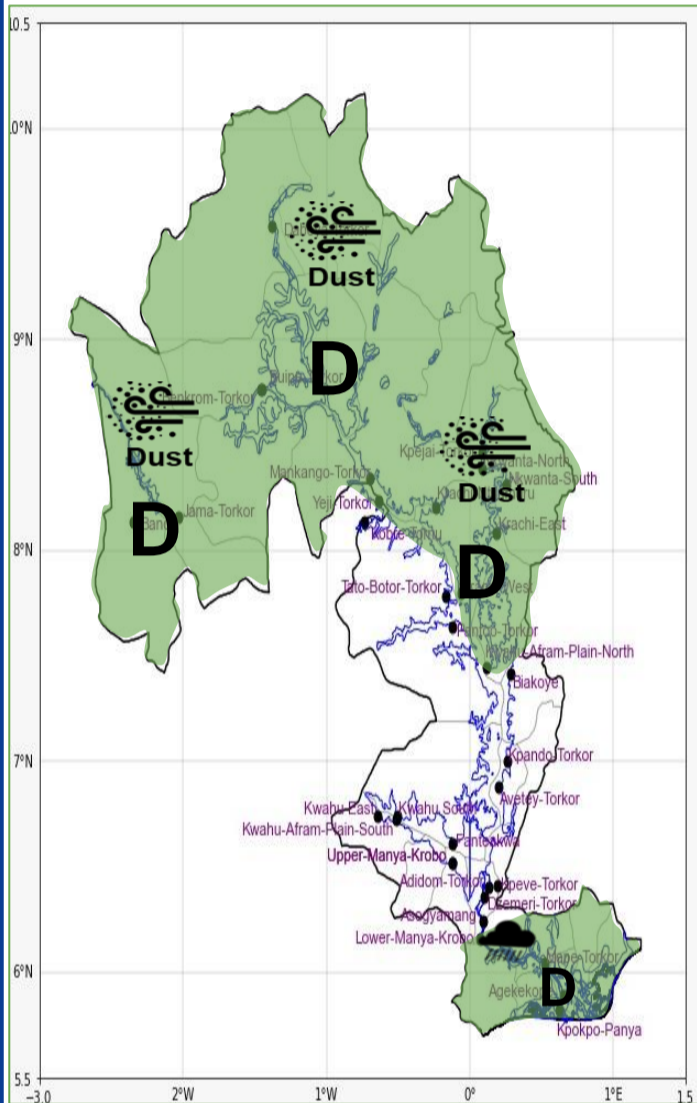 10.5
10°N
Dust
9°N
D
Dust
Kpejai-Torkor
Nkwanta-North
Nkwanta-South
Dust
Mankango-Torkor
Yeji-Torkor
Jama-Torkor
D
Krachi-East
8°N
D
Tato-Botor-Torkor
Kwahu-Afram-Plain-North
Biakoye
7°N
Kpando-Torkor
Avetey-Torkor
Kwahu-East
Kwahu South
Kwahu-Afram-Plain-South
Fanteakwa
Upper-Manya-Krobo
Adidom-Torkor
Kpeve-Torkor
Dzemeri-Torkor
Asogyamang
Lower-Manya-Krobo
6°N
D
Kpokpo-Panya
5.5
−3.0
2°W
1°W
0°
1°E
1.5